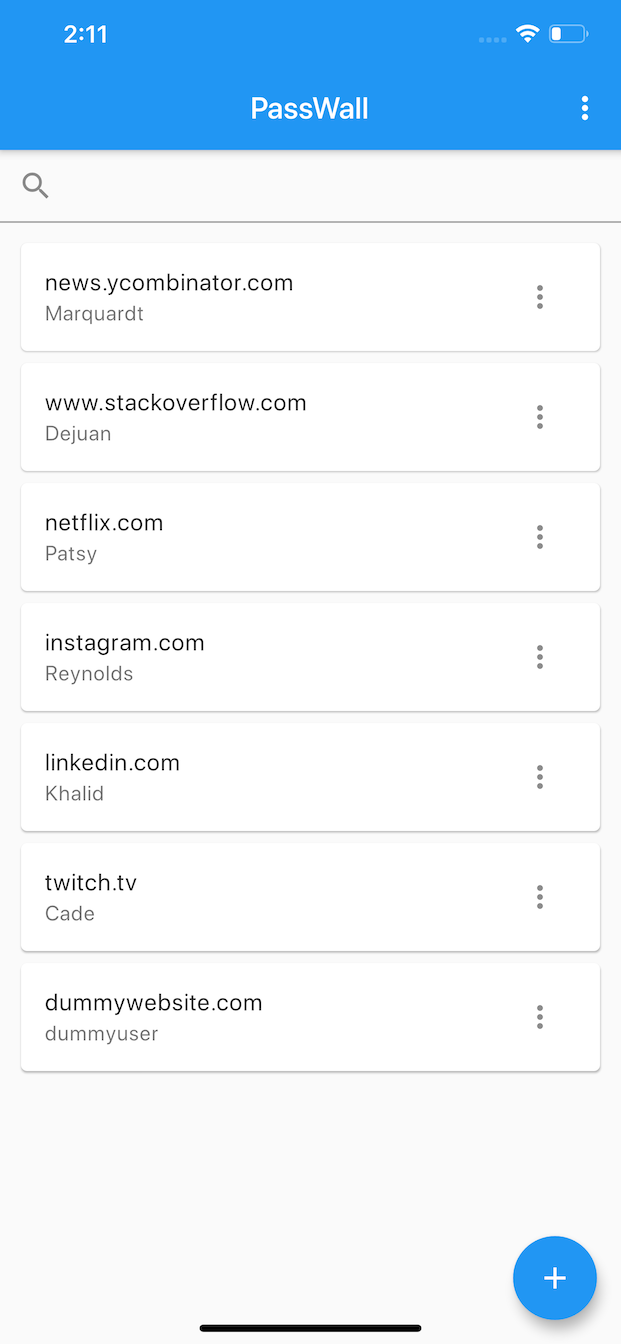 2:11
PassWall
news.ycombinator.com
Marquardt
www.stackoverflow.com
Dejuan
netflix.com
Patsy
instagram.com
Reynolds
linkedin.com
Khalid
twitch.tv
Cade
dummywebsite.com
dummyuser